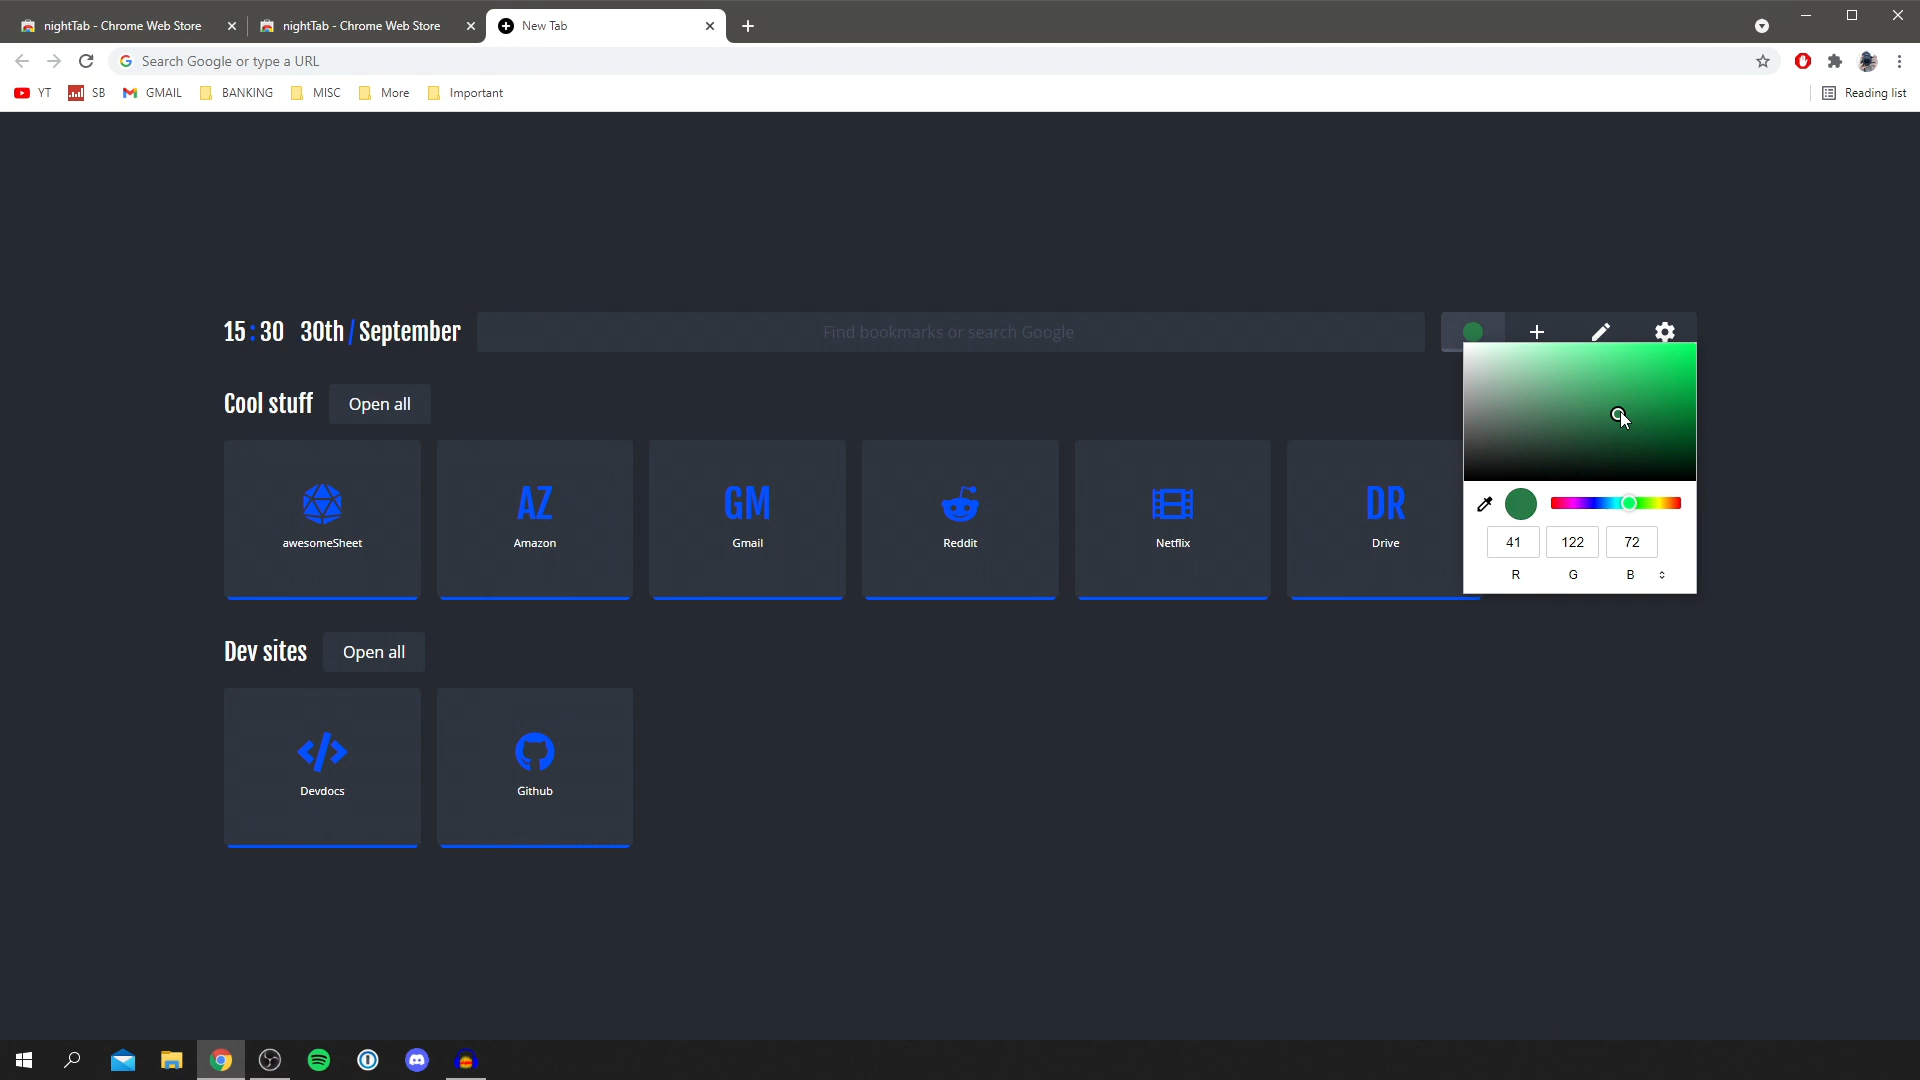 nightTab - Chrome Web Store
nightTab - Chrome Web Store
New Tab
Search Google or type a URL
YT
SB
GMAIL
BANKING
MISC
More
Important
Reading list
15:30 30th/September
Find bookmarks or search Google
Cool stuff
Open all
awesomeSheet
AZ
Amazon
GM
Gmail
Reddit
Netflix
DR
Drive
41 122 72
R G B
Dev sites
Open all
Devdocs
Github